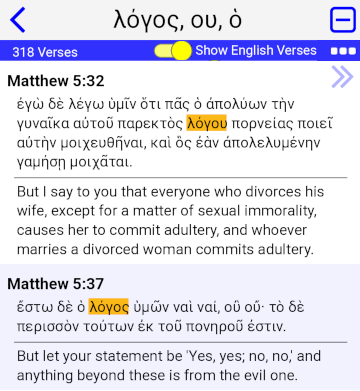 λόγος, ου, ὁ
318 Verses
Show English Verses
Matthew 5:32
ἐγὼ δὲ λέγω ὑμῖν ὅτι πᾶς ὁ ἀπολύων τὴν
γυναῖκα αὐτοῦ παρεκτὸς λόγου πορνείας ποιεῖ
αὐτὴν μοιχευθῆναι, καὶ ὃς ἐὰν ἀπολελυμένην
γαμήσῃ μοιχᾶται.
But I say to you that everyone who divorces his
wife, except for a matter of sexual immorality,
causes her to commit adultery, and whoever
marries a divorced woman commits adultery.
Matthew 5:37
ἔστω δὲ ὁ λόγος ὑμῶν ναὶ ναί, οὒ οὔ· τὸ δὲ
περισσὸν τούτων ἐκ τοῦ πονηροῦ ἐστιν.
But let your statement be 'Yes, yes; no, no,' and
anything beyond these is from the evil one.